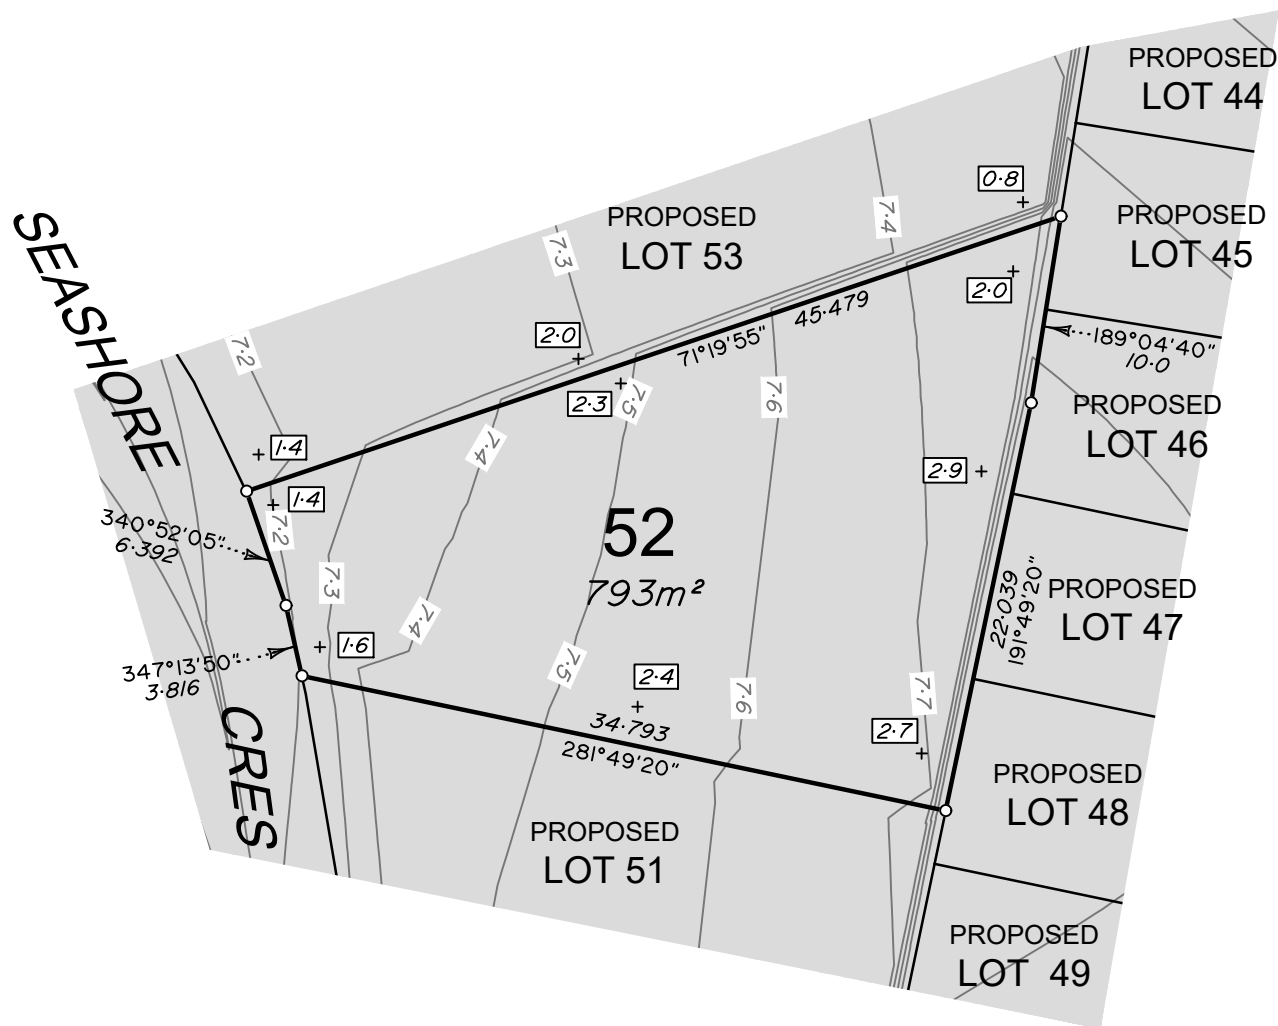 PROPOSED
LOT 44
0·8
PROPOSED
LOT 53
7·4
PROPOSED
LOT 45
SEASHORE
CRES
7·3
2·0
45·479
71°19'55"
2·0
189°04'40"
10·0
7·2
2·3
7·5
7·6
PROPOSED
LOT 46
1·4
7·4
2·9
1·4
7·2
340°52'05"
6·392
52
793m²
7·3
7·4
22·039
191°49'20"
PROPOSED
LOT 47
1·6
347°13'50"
3·816
7·5
2·4
7·6
7·7
2·7
34·793
281°49'20"
PROPOSED
LOT 48
PROPOSED
LOT 51
PROPOSED
LOT 49